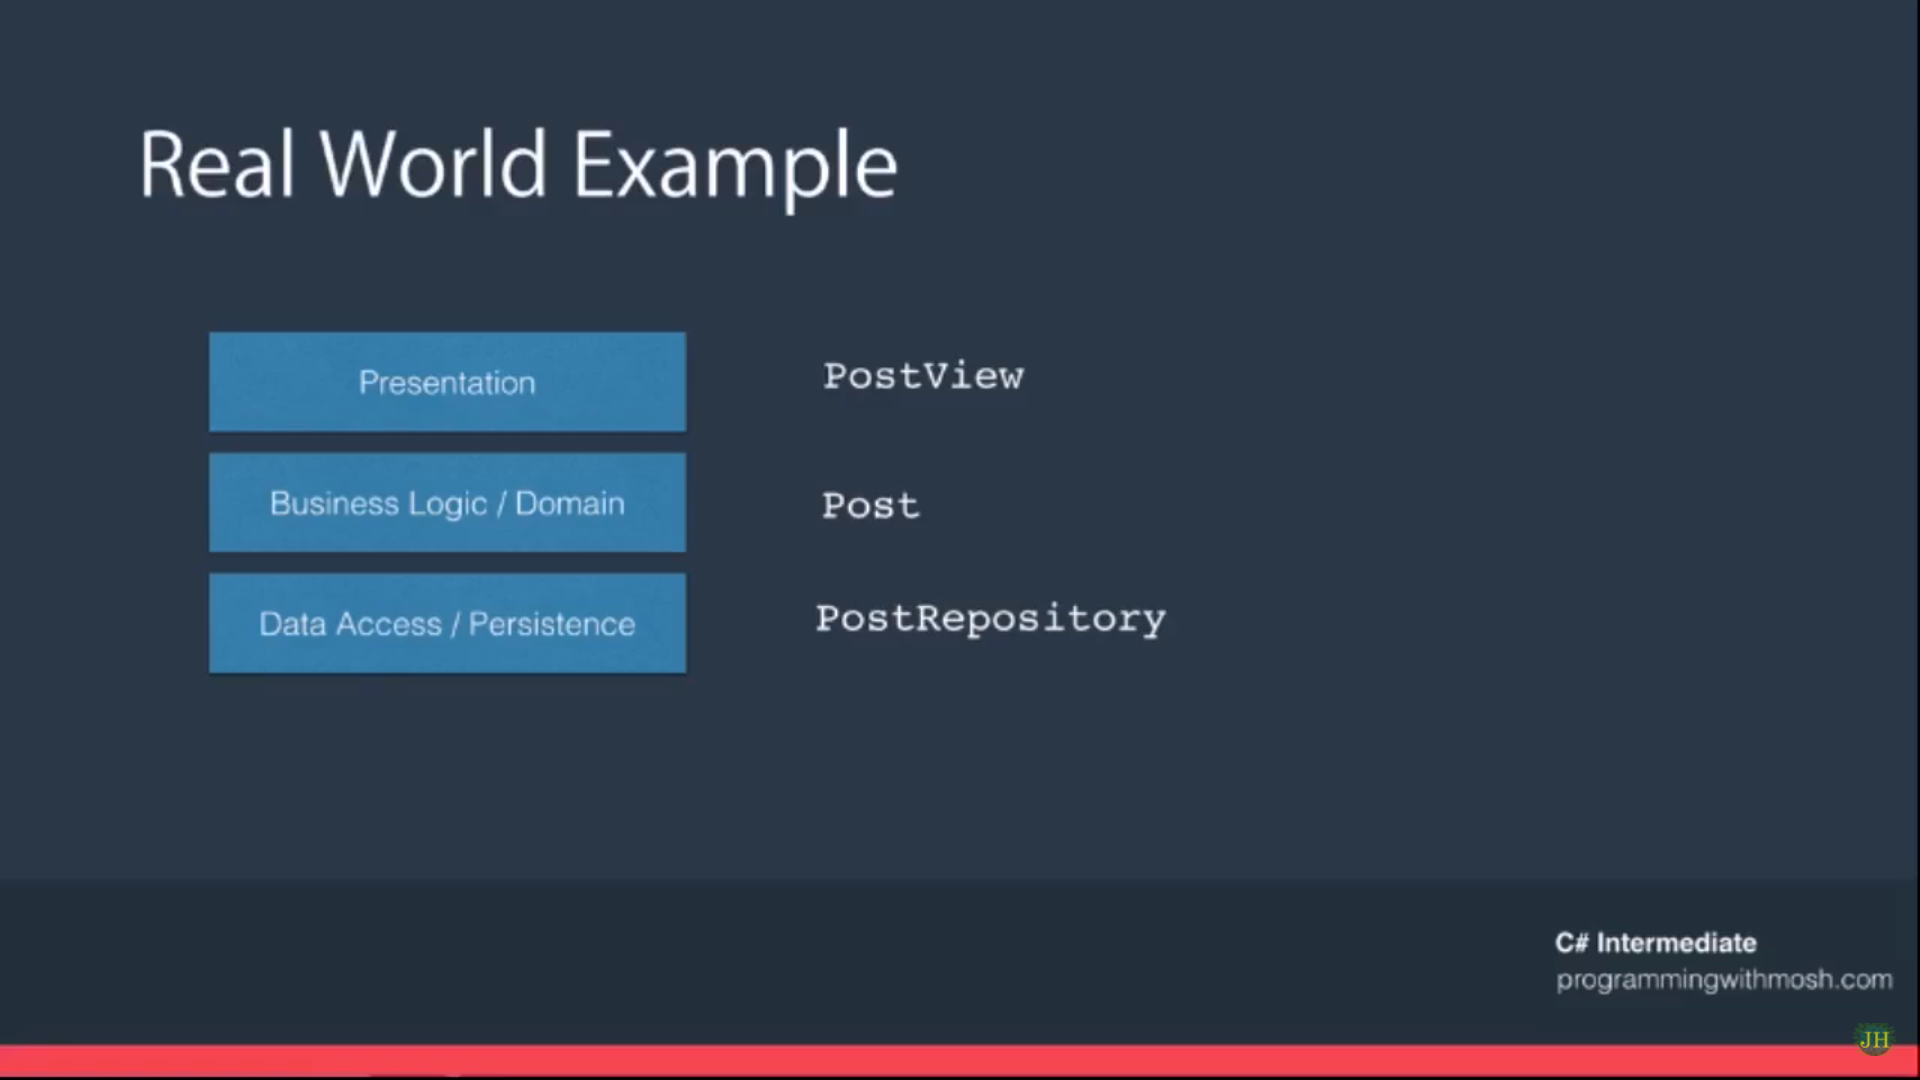 Real World Example
Presentation
PostView
Business Logic / Domain
Post
Data Access / Persistence
PostRepository
C# Intermediate
programmingwithmosh.com
JH